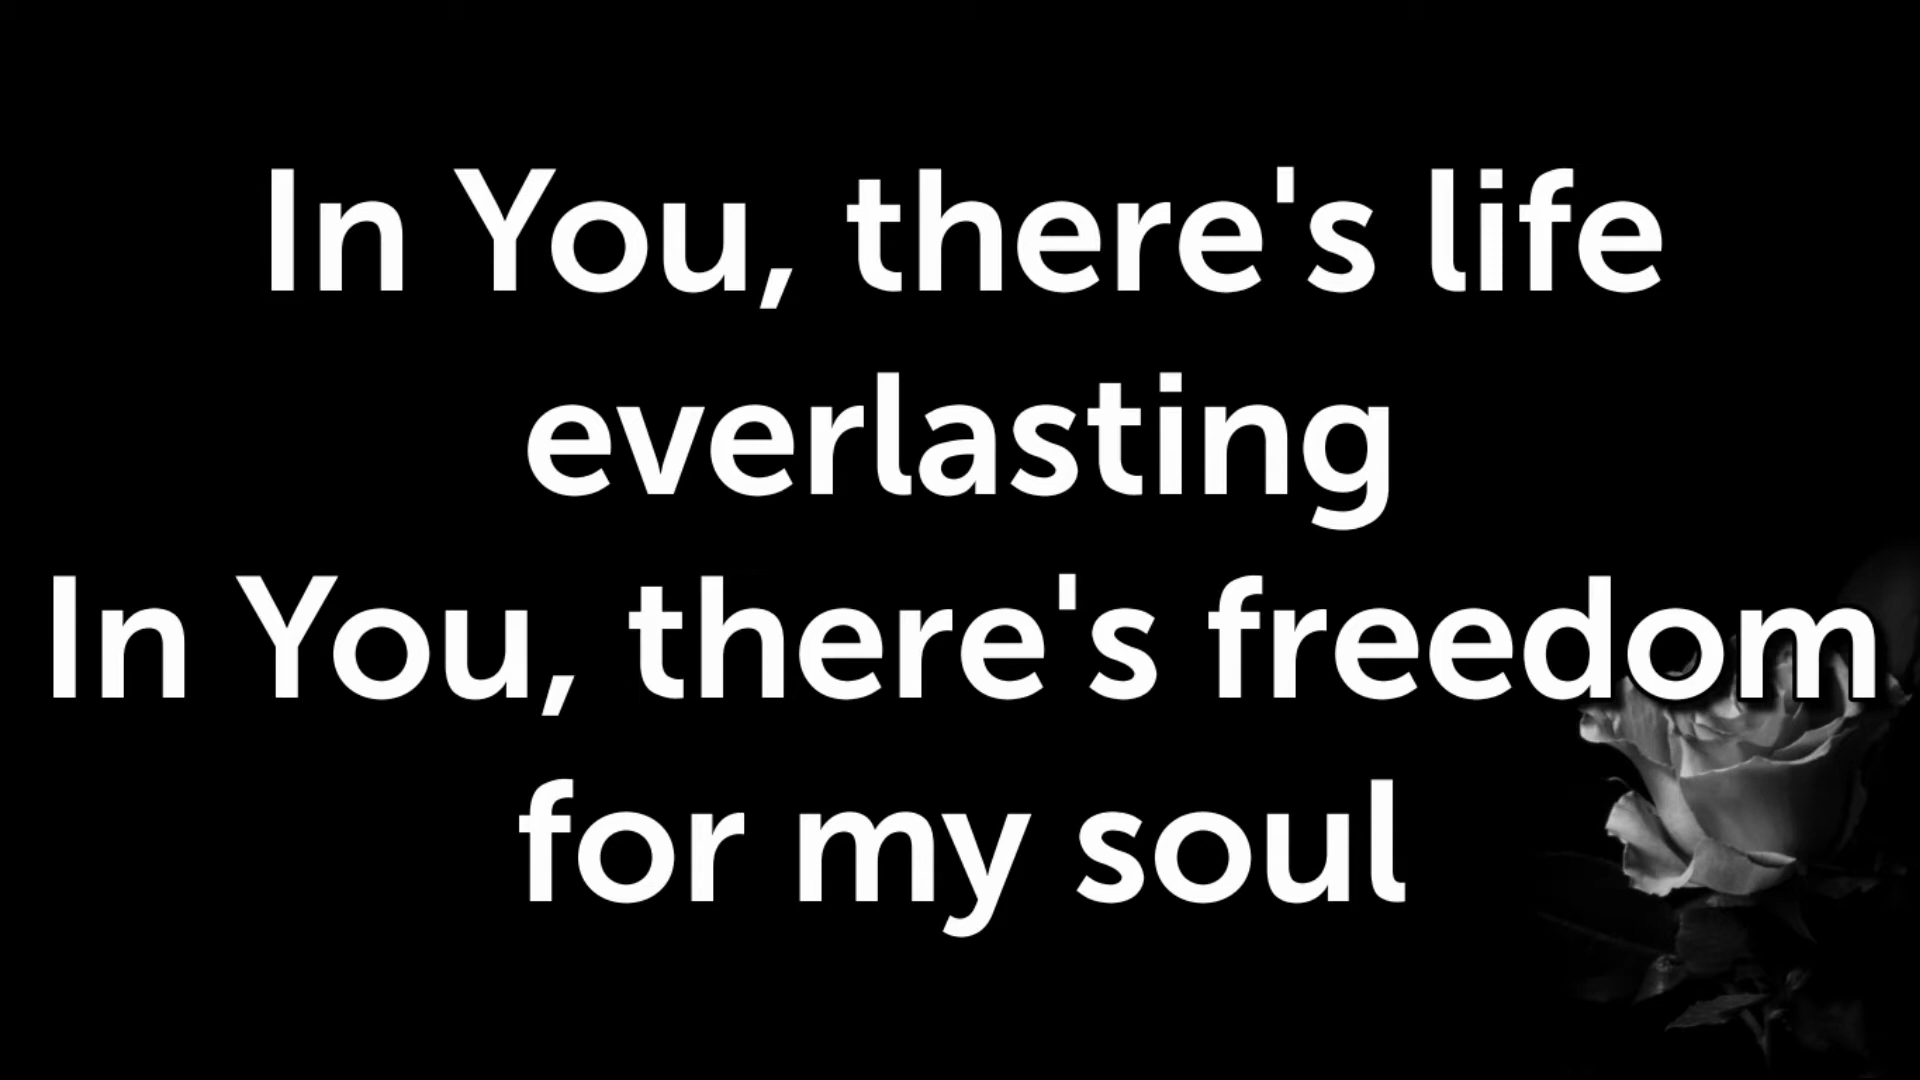 In You, there's life
everlasting
In You, there's freedom
for my soul